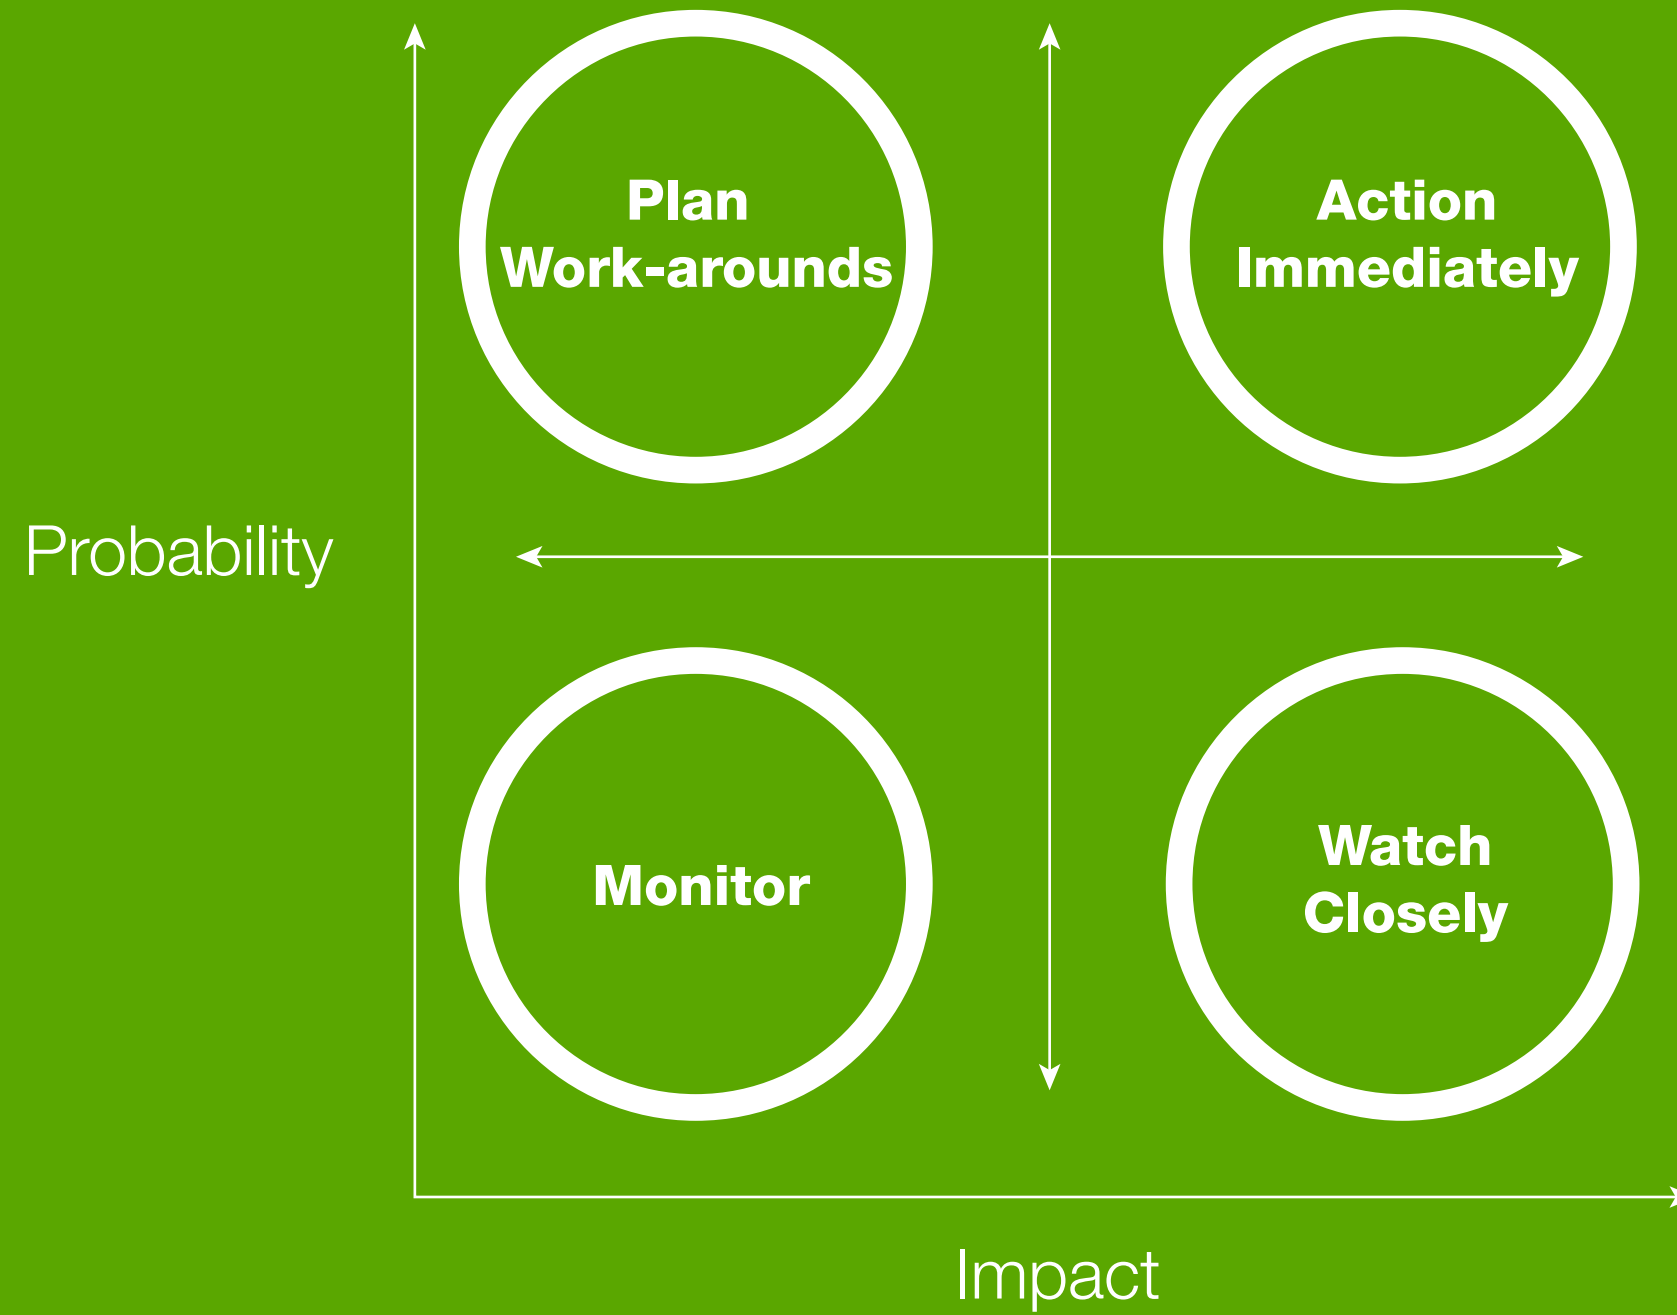 Plan
Work-arounds
Action
Immediately
Probability
Monitor
Watch
Closely
Impact